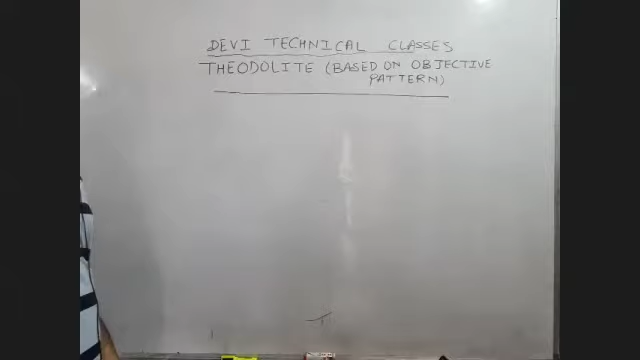 DEVI TECHNICAL CLASSES
THEODOLITE (BASED ON OBJECTIVE
PATTERN)